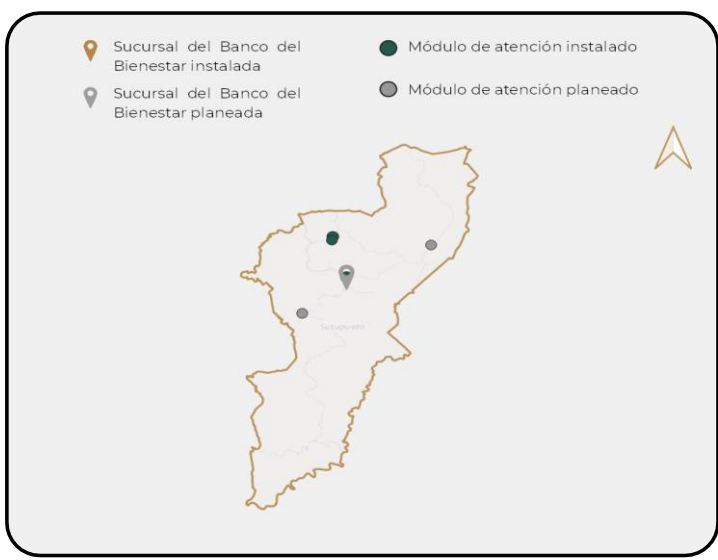 Sucursal del Banco del
Bienestar instalada
Sucursal del Banco del
Bienestar planeada
Módulo de atención instalado
Módulo de atención planeado